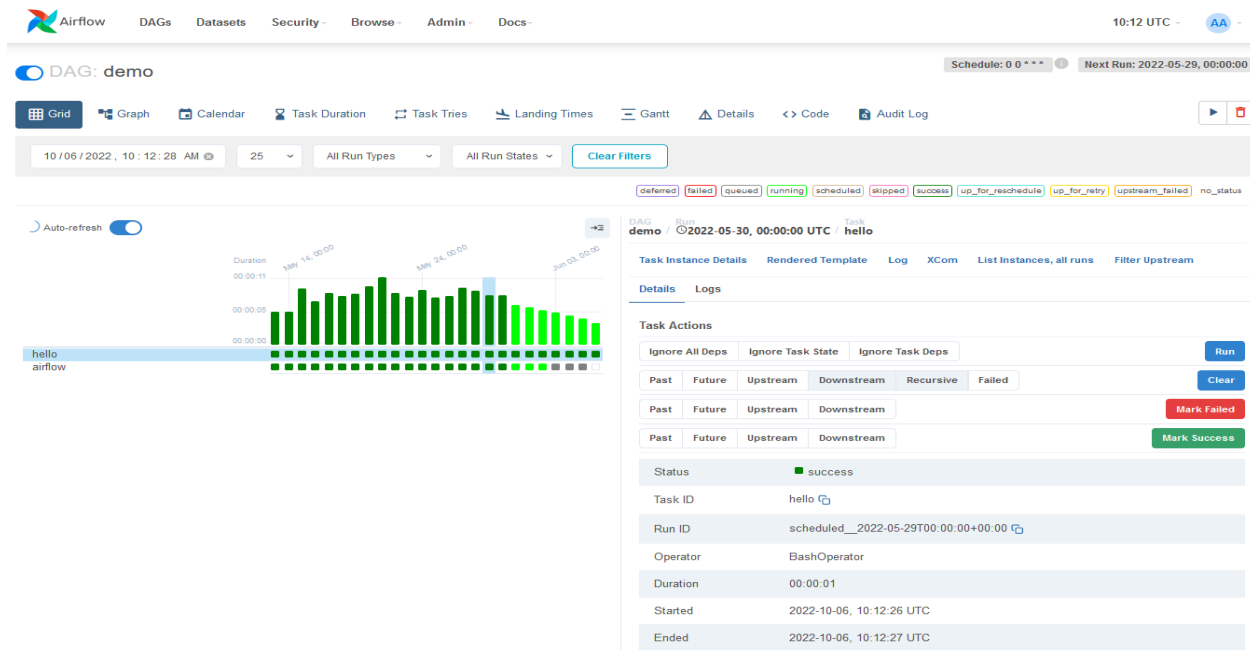 Airflow DAGs Datasets Security Browse Admin Docs 10:12 UTC AA
DAG: demo Schedule: 0 0 * * * Next Run: 2022-05-29, 00:00:00
Grid Graph Calendar Task Duration Task Tries Landing Times Gantt Details Code Audit Log
10/06/2022, 10:12:28 AM 25 All Run Types All Run States Clear Filters
deferred failed queued running scheduled skipped success up_for_reschedule up_for_retry upstream_failed no_status
Auto-refresh
Duration May 14, 00:00 May 24, 00:00 Jun 03, 00:00
00:00:11
00:00:05
00:00:00
hello
airflow
DAG Run Task
demo / 2022-05-30, 00:00:00 UTC / hello
Task Instance Details Rendered Template Log XCom List Instances, all runs Filter Upstream
Details Logs
Task Actions
Ignore All Deps Ignore Task State Ignore Task Deps Run
Past Future Upstream Downstream Recursive Failed Clear
Past Future Upstream Downstream Mark Failed
Past Future Upstream Downstream Mark Success
Status success
Task ID hello
Run ID scheduled__2022-05-29T00:00:00+00:00
Operator BashOperator
Duration 00:00:01
Started 2022-10-06, 10:12:26 UTC
Ended 2022-10-06, 10:12:27 UTC